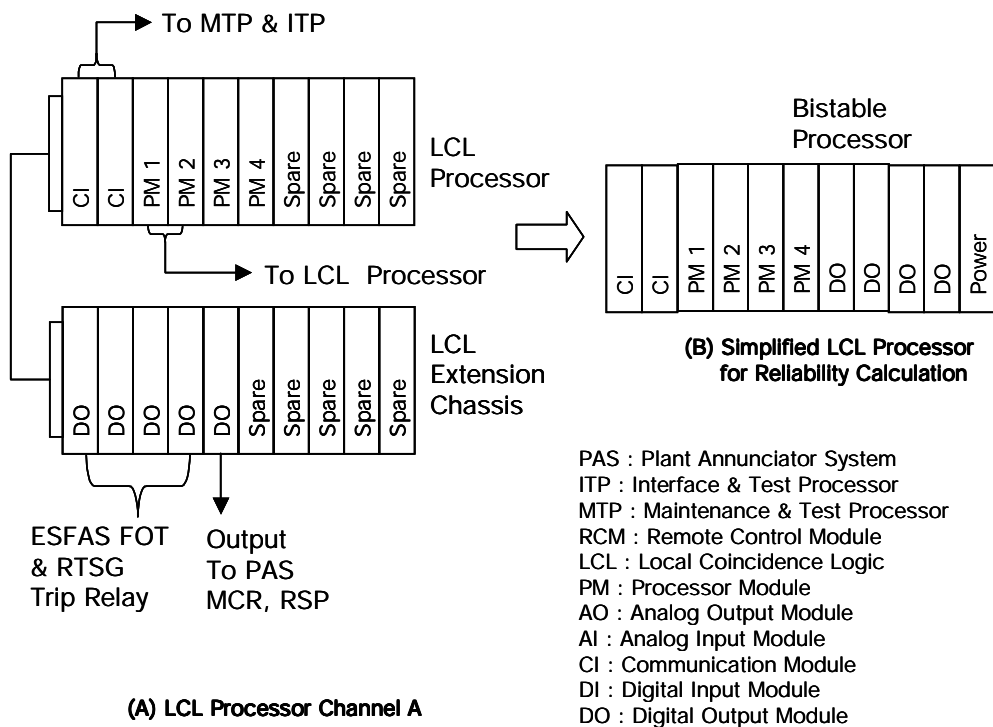 To MTP & ITP
CI
CI
PM 1
PM 2
PM 3
PM 4
Spare
Spare
Spare
Spare
LCL
Processor
To LCL Processor
DO
DO
DO
DO
DO
Spare
Spare
Spare
Spare
Spare
LCL
Extension
Chassis
ESFAS FOT
& RTSG
Trip Relay
Output
To PAS
MCR, RSP
(A) LCL Processor Channel A
Bistable
Processor
CI
CI
PM 1
PM 2
PM 3
PM 4
DO
DO
DO
DO
Power
(B) Simplified LCL Processor
for Reliability Calculation
PAS : Plant Annunciator System
ITP : Interface & Test Processor
MTP : Maintenance & Test Processor
RCM : Remote Control Module
LCL : Local Coincidence Logic
PM : Processor Module
AO : Analog Output Module
AI : Analog Input Module
CI : Communication Module
DI : Digital Input Module
DO : Digital Output Module